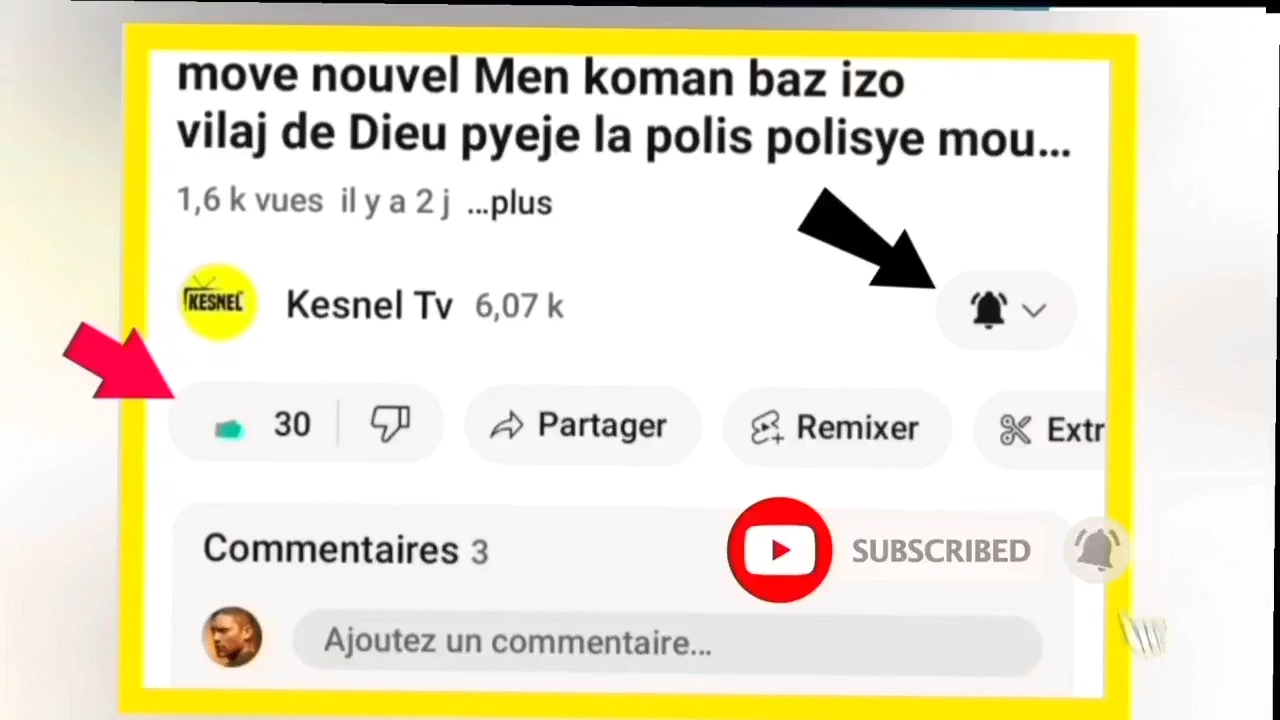 move nouvel Men koman baz izo
vilaj de Dieu pyeje la polis polisye mou...
1,6 k vues il y a 2 j ...plus
KESNEL
Kesnel Tv 6,07 k
30
Partager
Remixer
Extr
Commentaires 3
SUBSCRIBED
Ajoutez un commentaire...